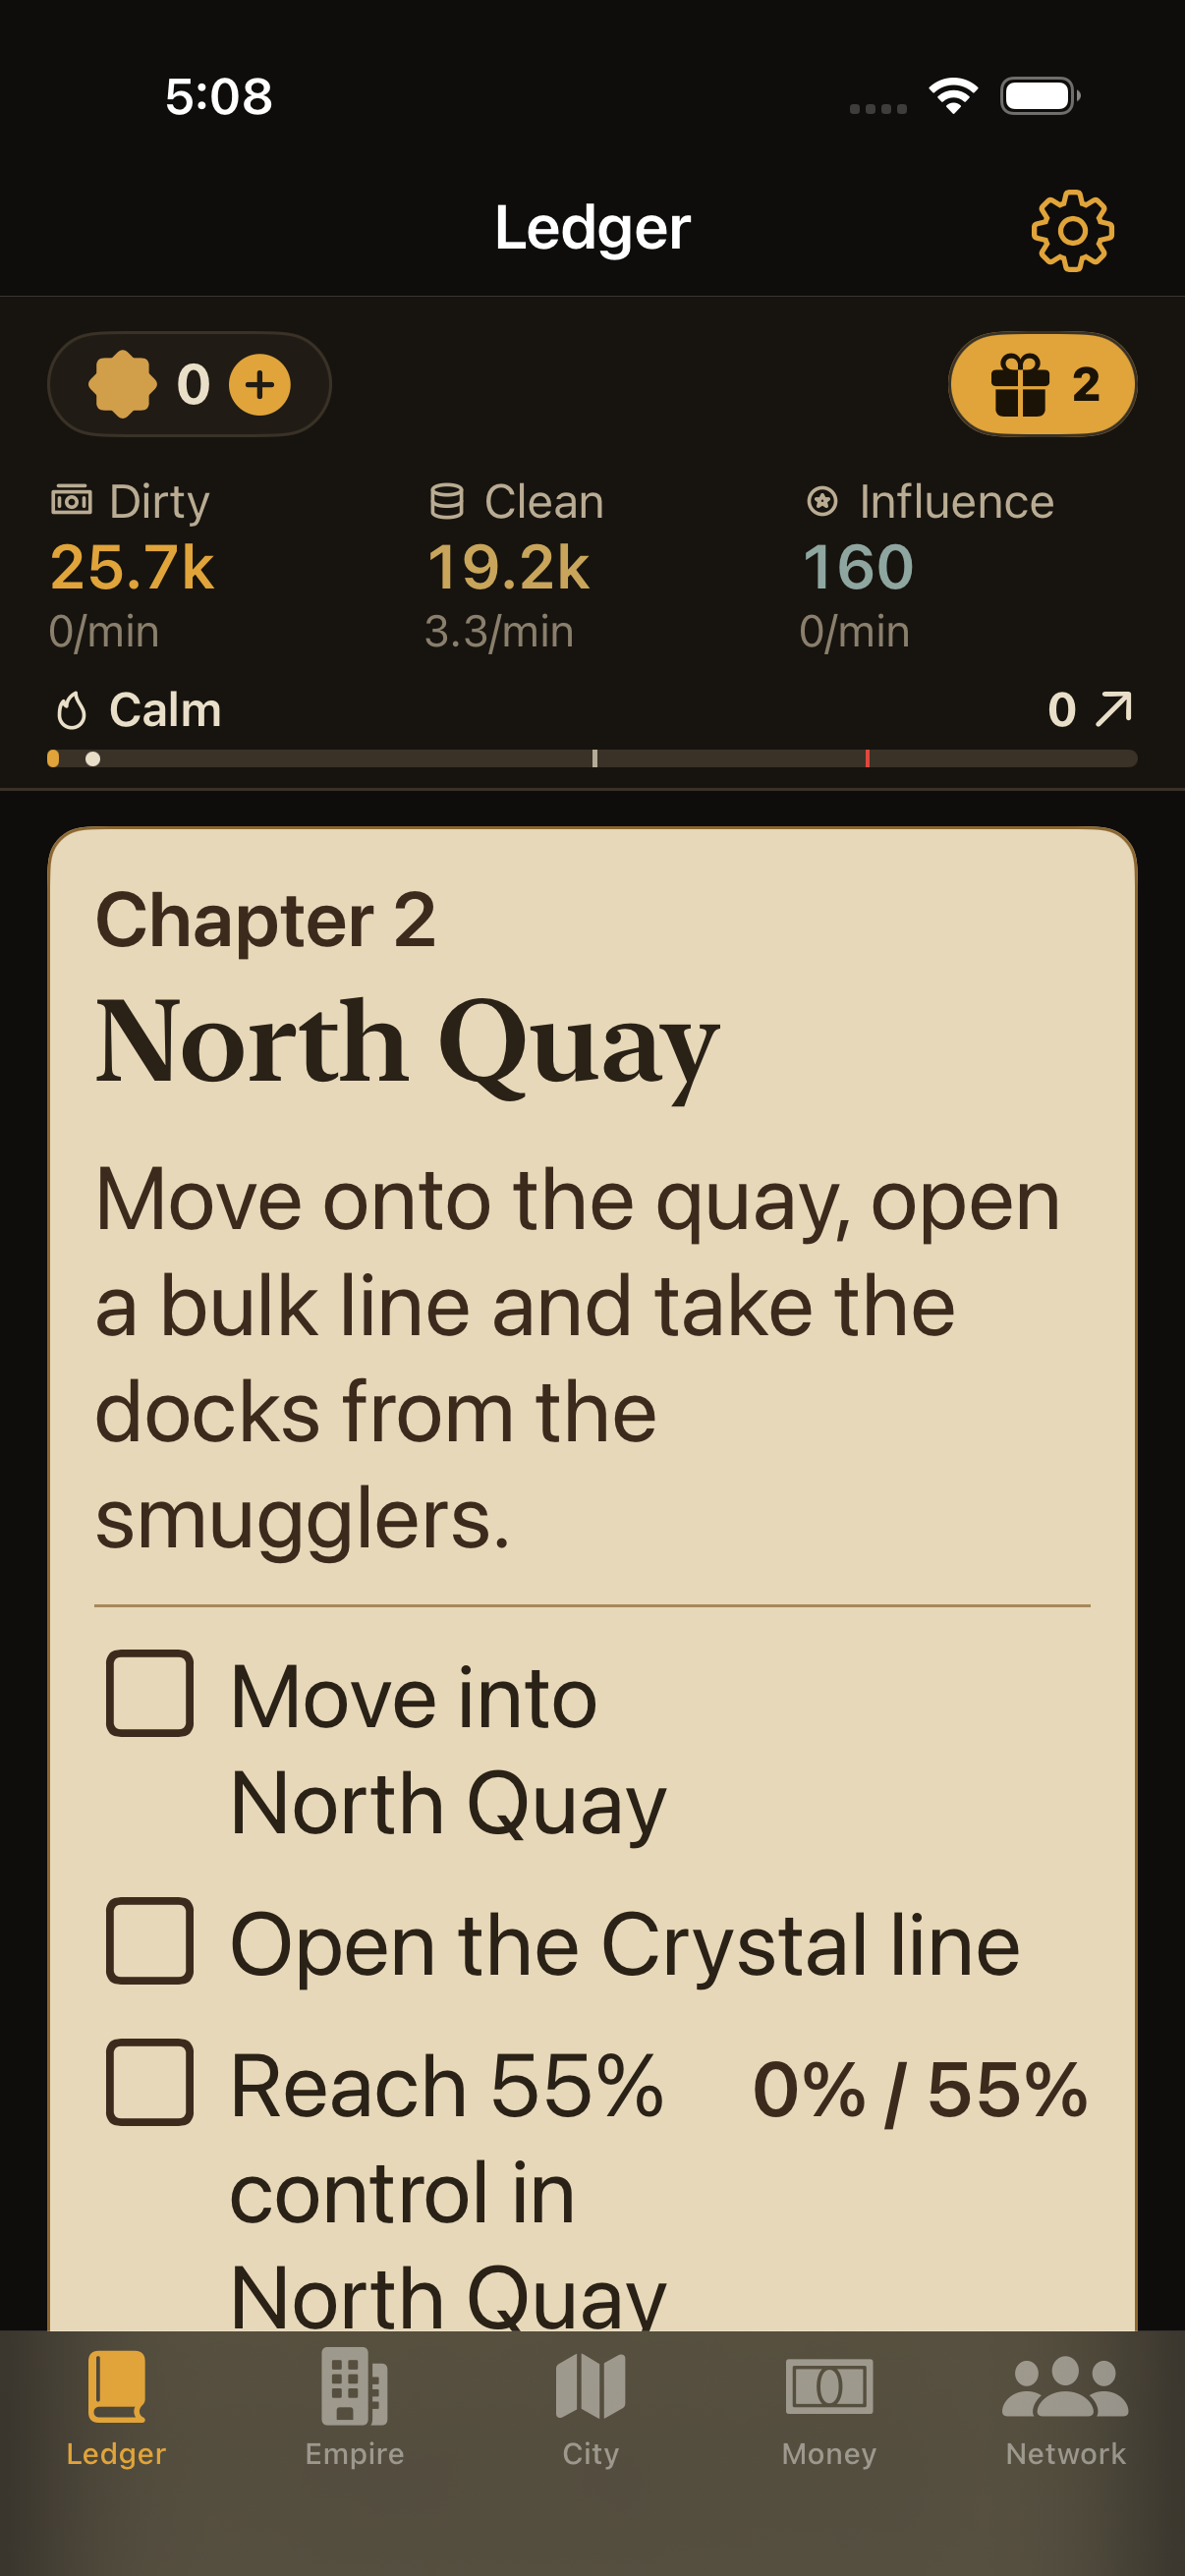 5:08
Ledger
0
2
Dirty
Clean
Influence
25.7k
19.2k
160
0/min
3.3/min
0/min
Calm
0
Chapter 2
North Quay
Move onto the quay, open
a bulk line and take the
docks from the
smugglers.
Move into
North Quay
Open the Crystal line
Reach 55% 0% / 55%
control in
North Quay
Ledger
Empire
City
Money
Network